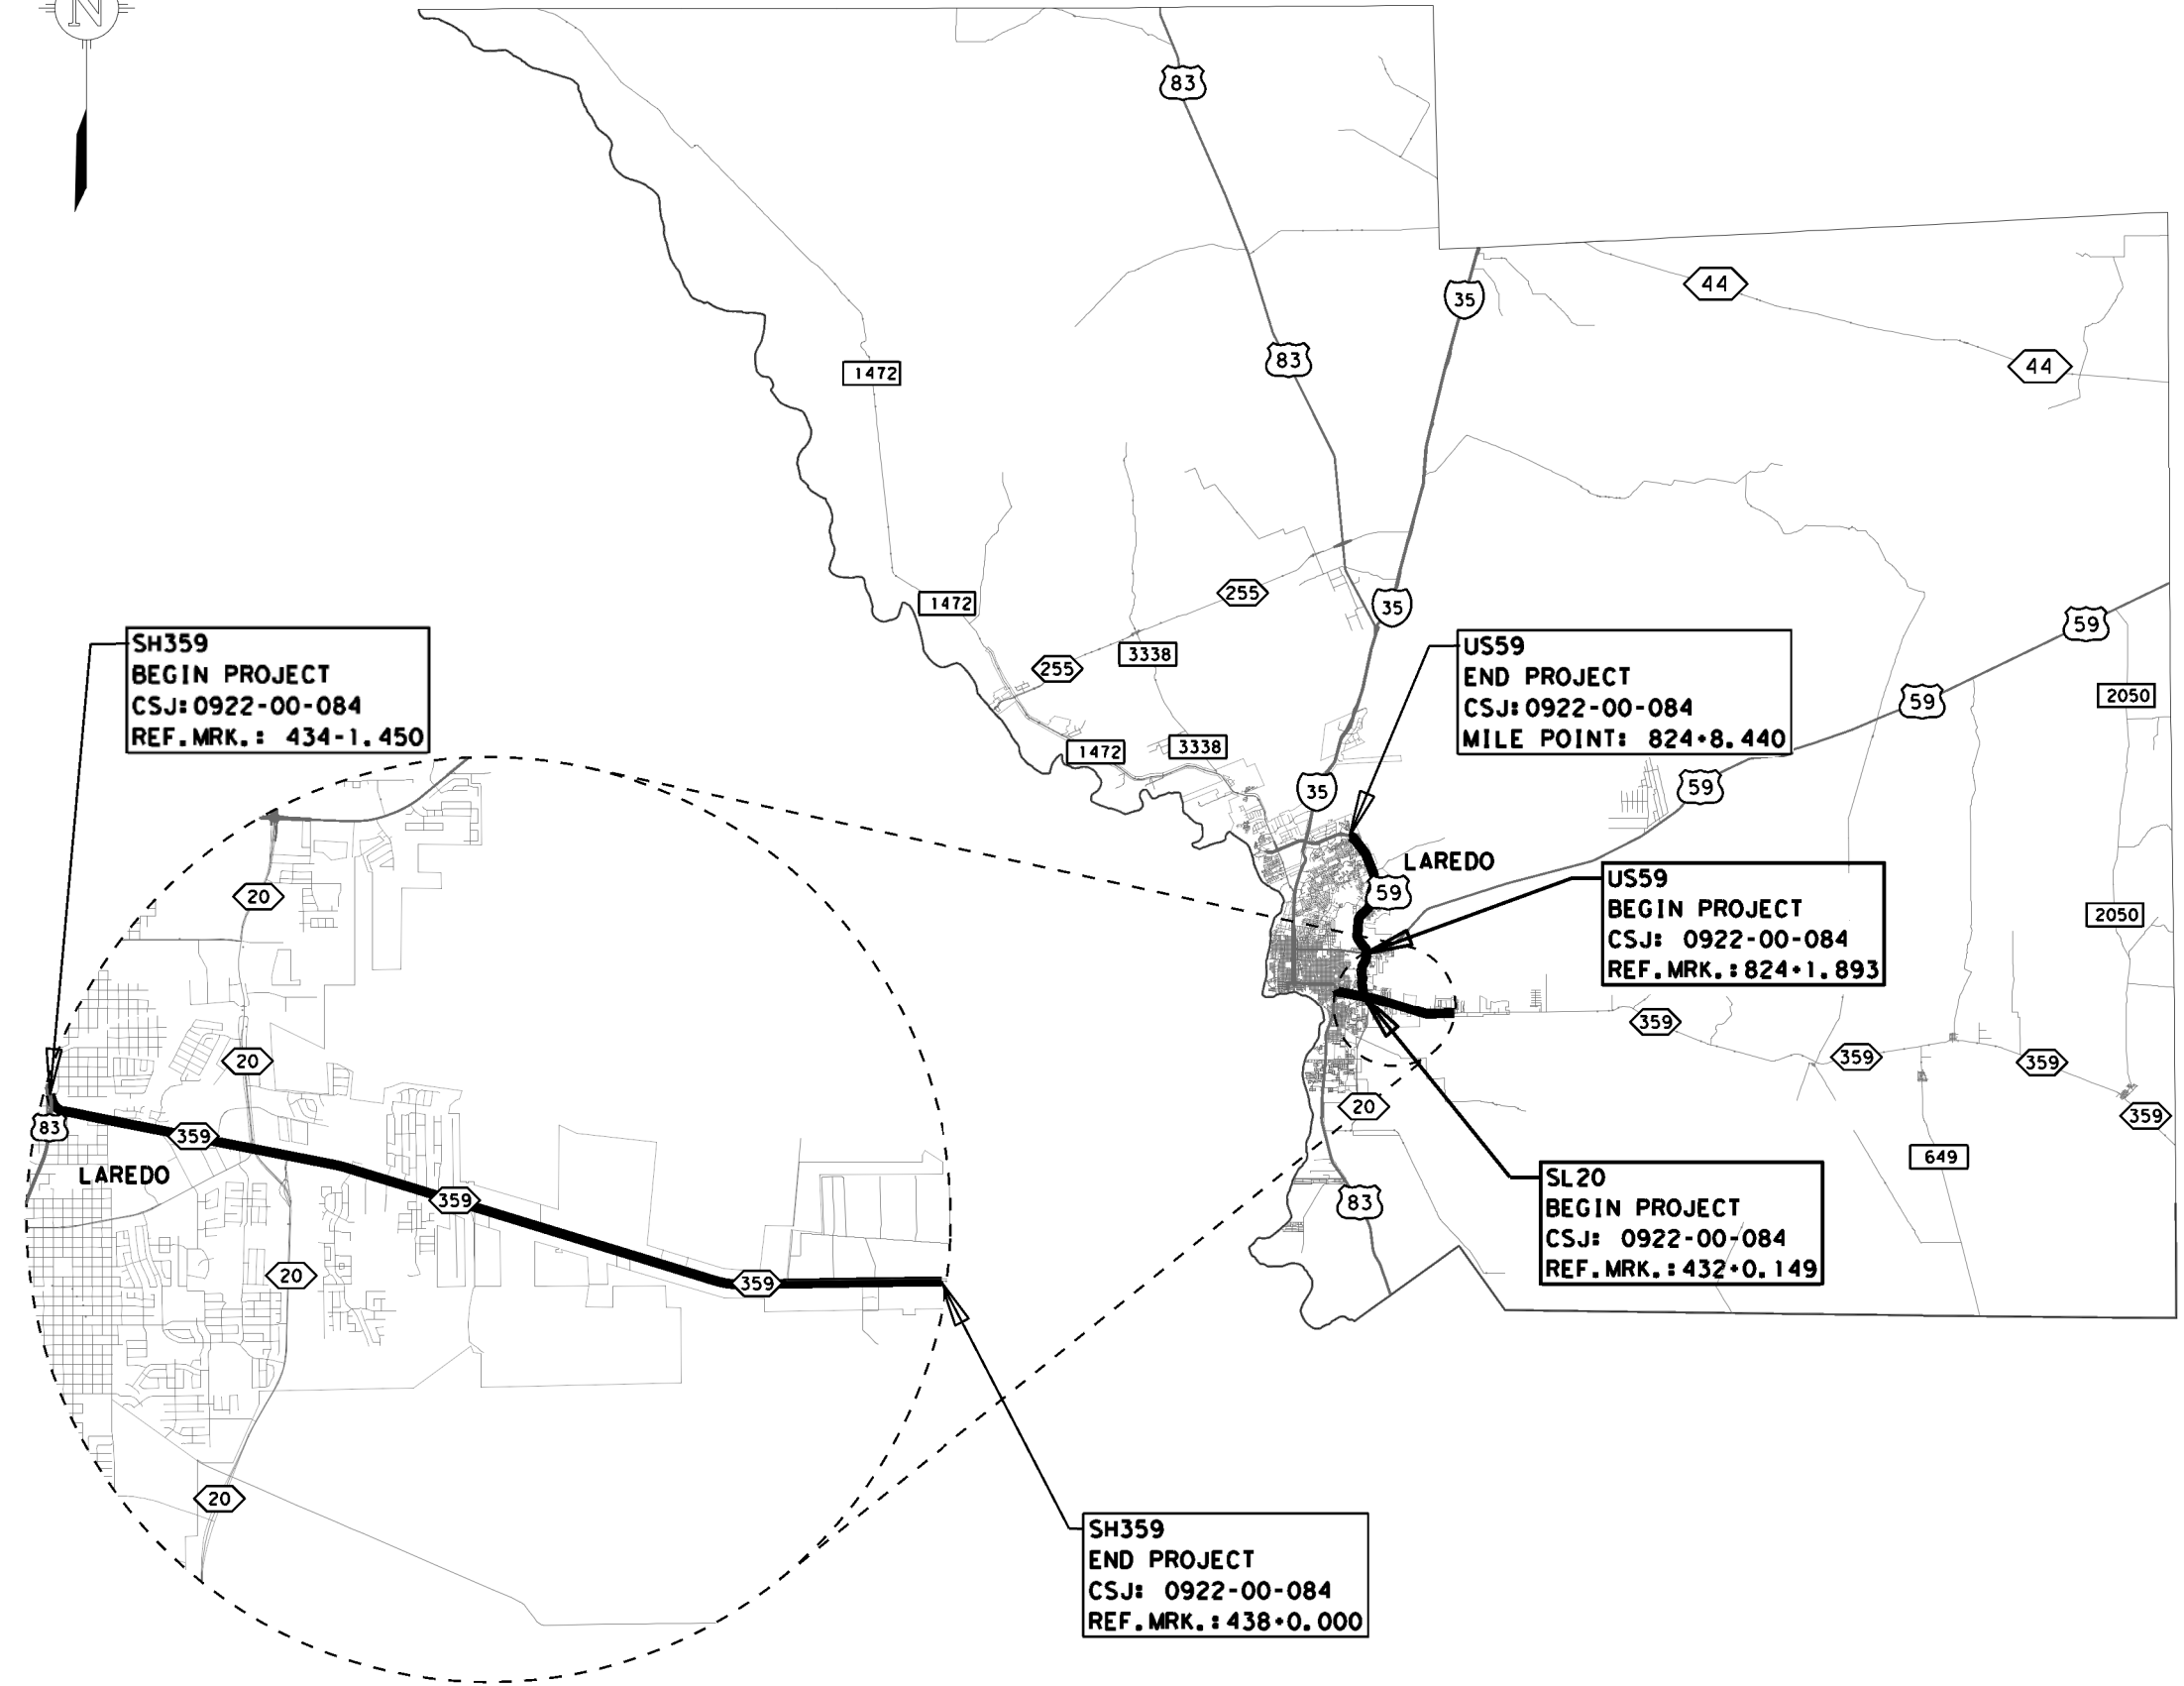 N
83
35
44
83
44
1472
255
35
1472
59
SH359
BEGIN PROJECT
CSJ:0922-00-084
REF.MRK.: 434-1.450
US59
END PROJECT
CSJ:0922-00-084
MILE POINT: 824+8.440
3338
255
59
2050
1472
3338
35
59
LAREDO
20
59
US59
BEGIN PROJECT
CSJ: 0922-00-084
REF.MRK.:824+1.893
2050
359
359
359
20
20
359
83
359
LAREDO
649
SL20
BEGIN PROJECT
CSJ: 0922-00-084
REF.MRK.:432+0.149
359
83
20
359
20
SH359
END PROJECT
CSJ: 0922-00-084
REF.MRK.:438+0.000